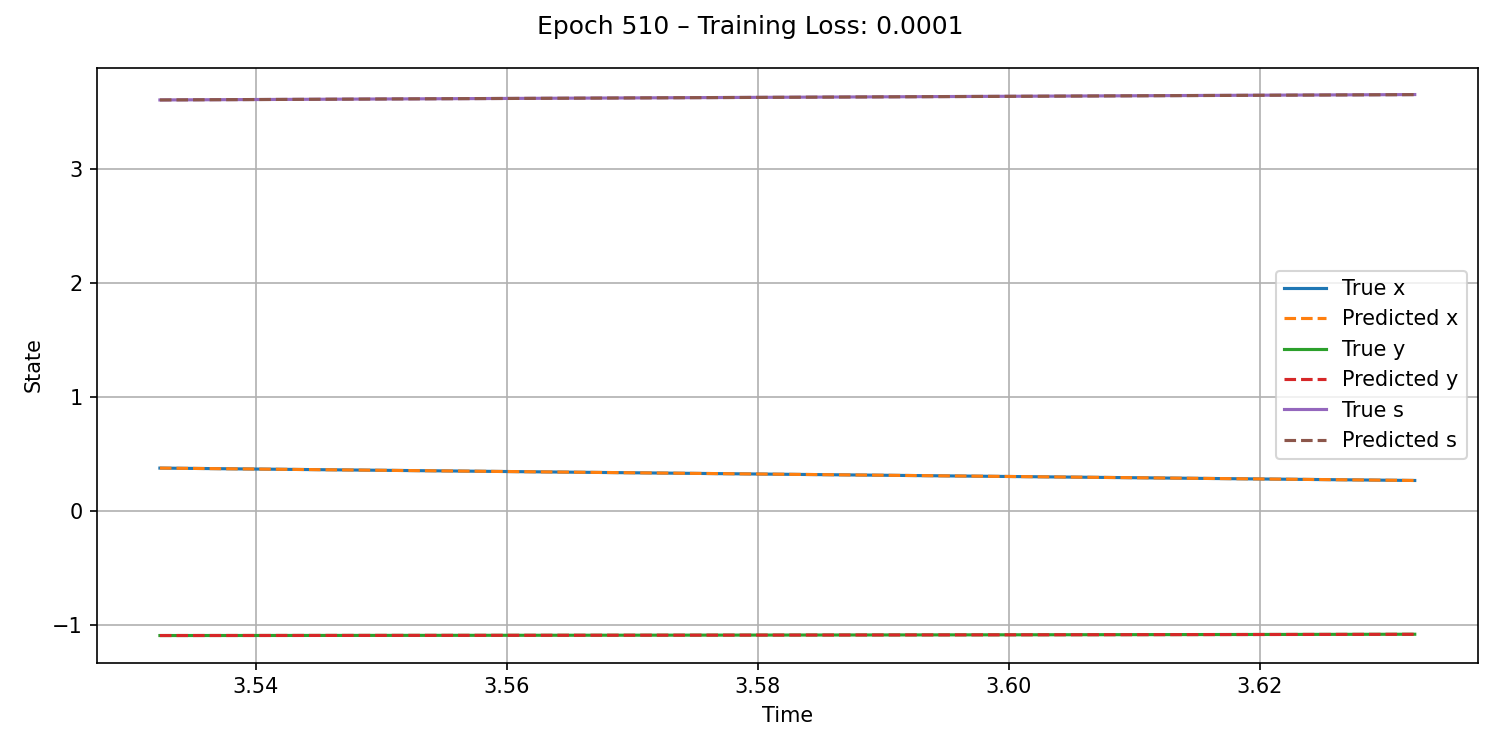 Epoch 510 – Training Loss: 0.0001
State
3
2
1
0
−1
True x
Predicted x
True y
Predicted y
True s
Predicted s
3.54
3.56
3.58
3.60
3.62
Time